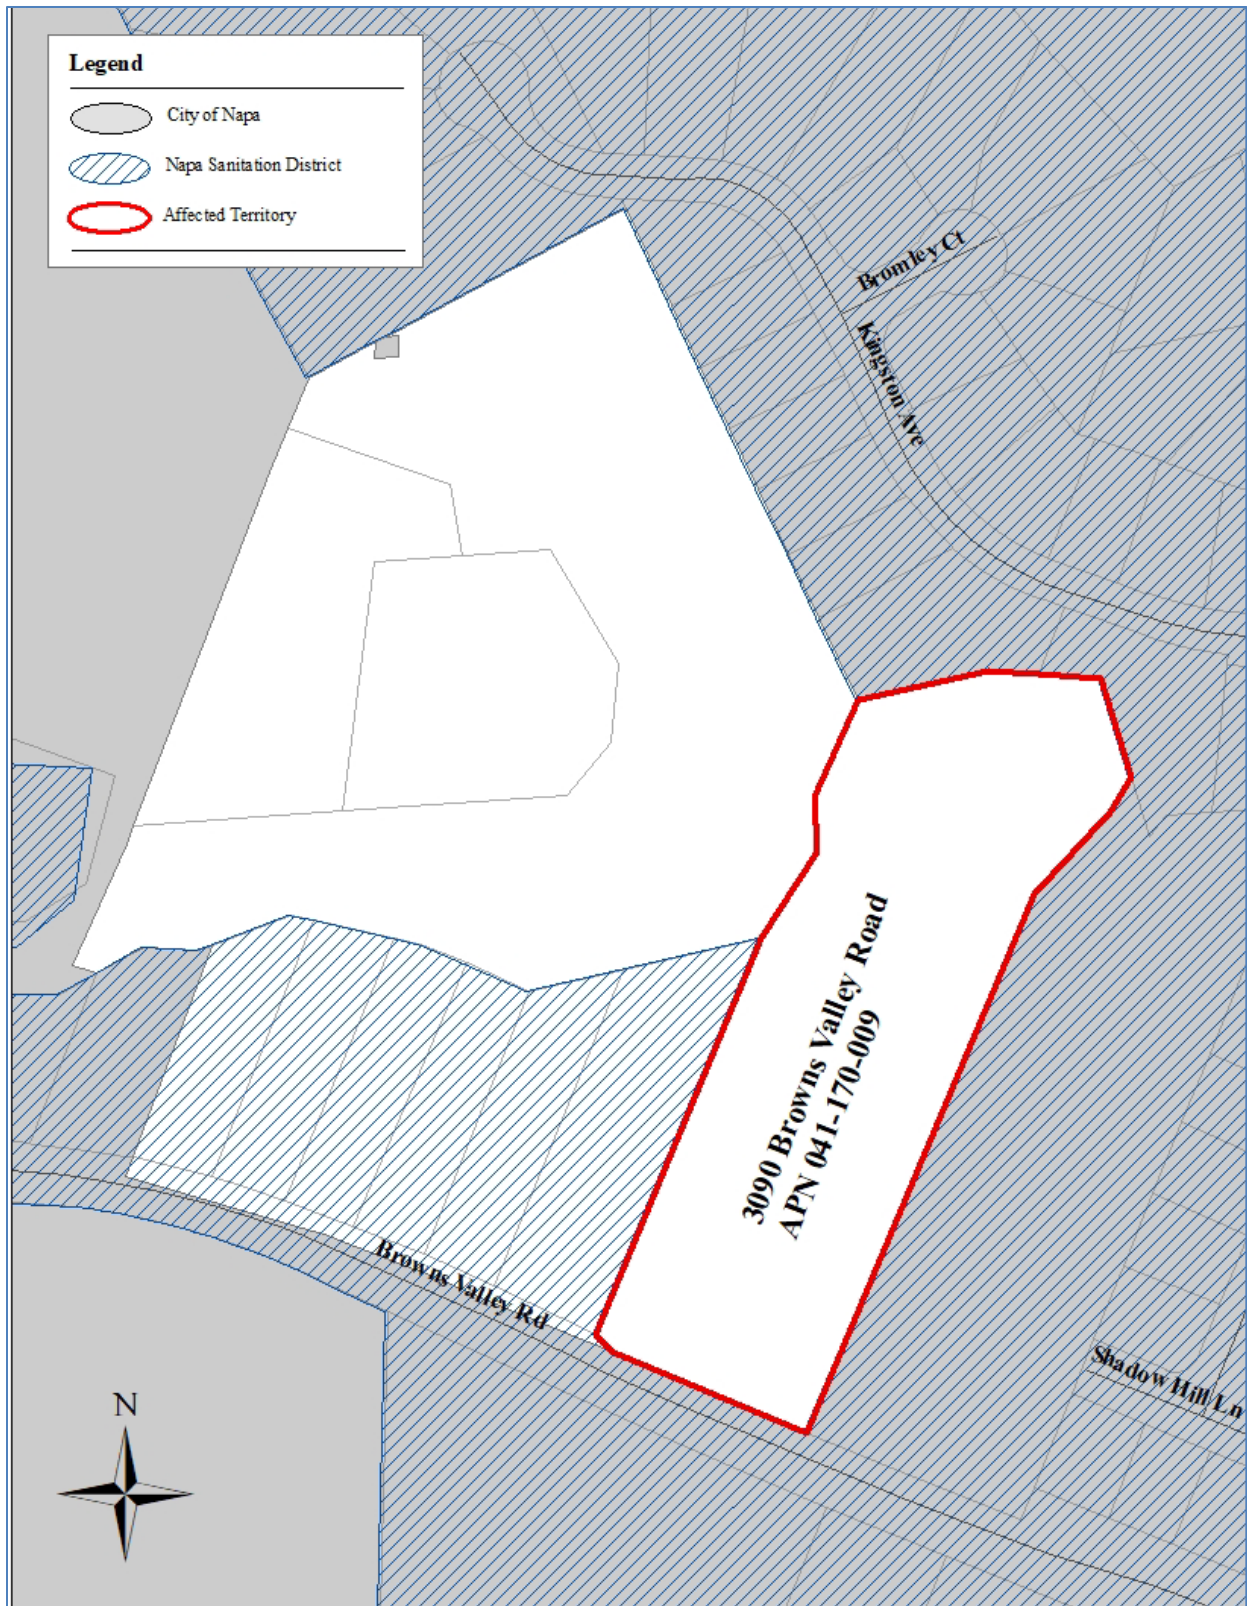 Legend
City of Napa
Napa Sanitation District
Affected Territory
Bromley Ct
Kingston Ave
3090 Browns Valley Road
APN 041-170-009
Browns Valley Rd
Shadow Hill Ln
N